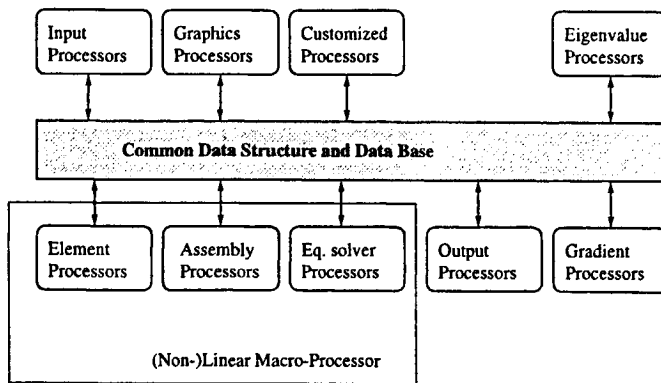 Input
Processors
Graphics
Processors
Customized
Processors
Eigenvalue
Processors
Common Data Structure and Data Base
Element
Processors
Assembly
Processors
Eq. solver
Processors
Output
Processors
Gradient
Processors
(Non-)Linear Macro-Processor